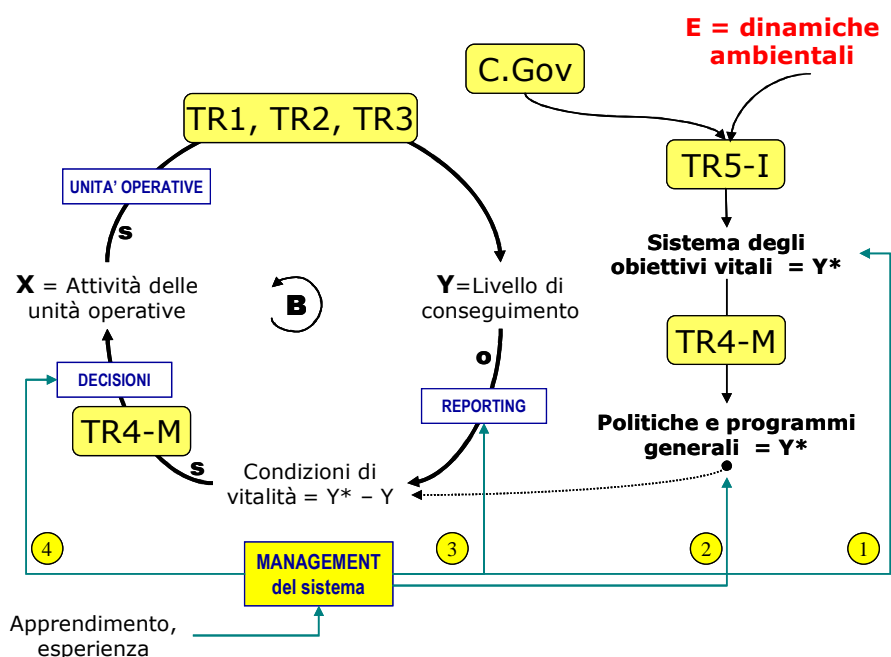 E = dinamiche
ambientali
C.Gov
TR1, TR2, TR3
TR5-I
UNITA' OPERATIVE
s
Sistema degli
obiettivi vitali = Y*
X = Attività delle
unità operative
B
Y=Livello di
conseguimento
TR4-M
o
DECISIONI
REPORTING
TR4-M
Politiche e programmi
generali = Y*
s
Condizioni di
vitalità = Y* – Y
4
3
2
1
MANAGEMENT
del sistema
Apprendimento,
esperienza